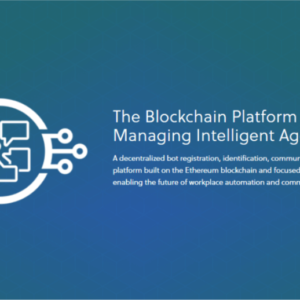 The Blockchain Platform
Managing Intelligent Ag
A decentralized bot registration, identification, commu
platform built on the Ethereum blockchain and focused
enabling the future of workplace automation and comm